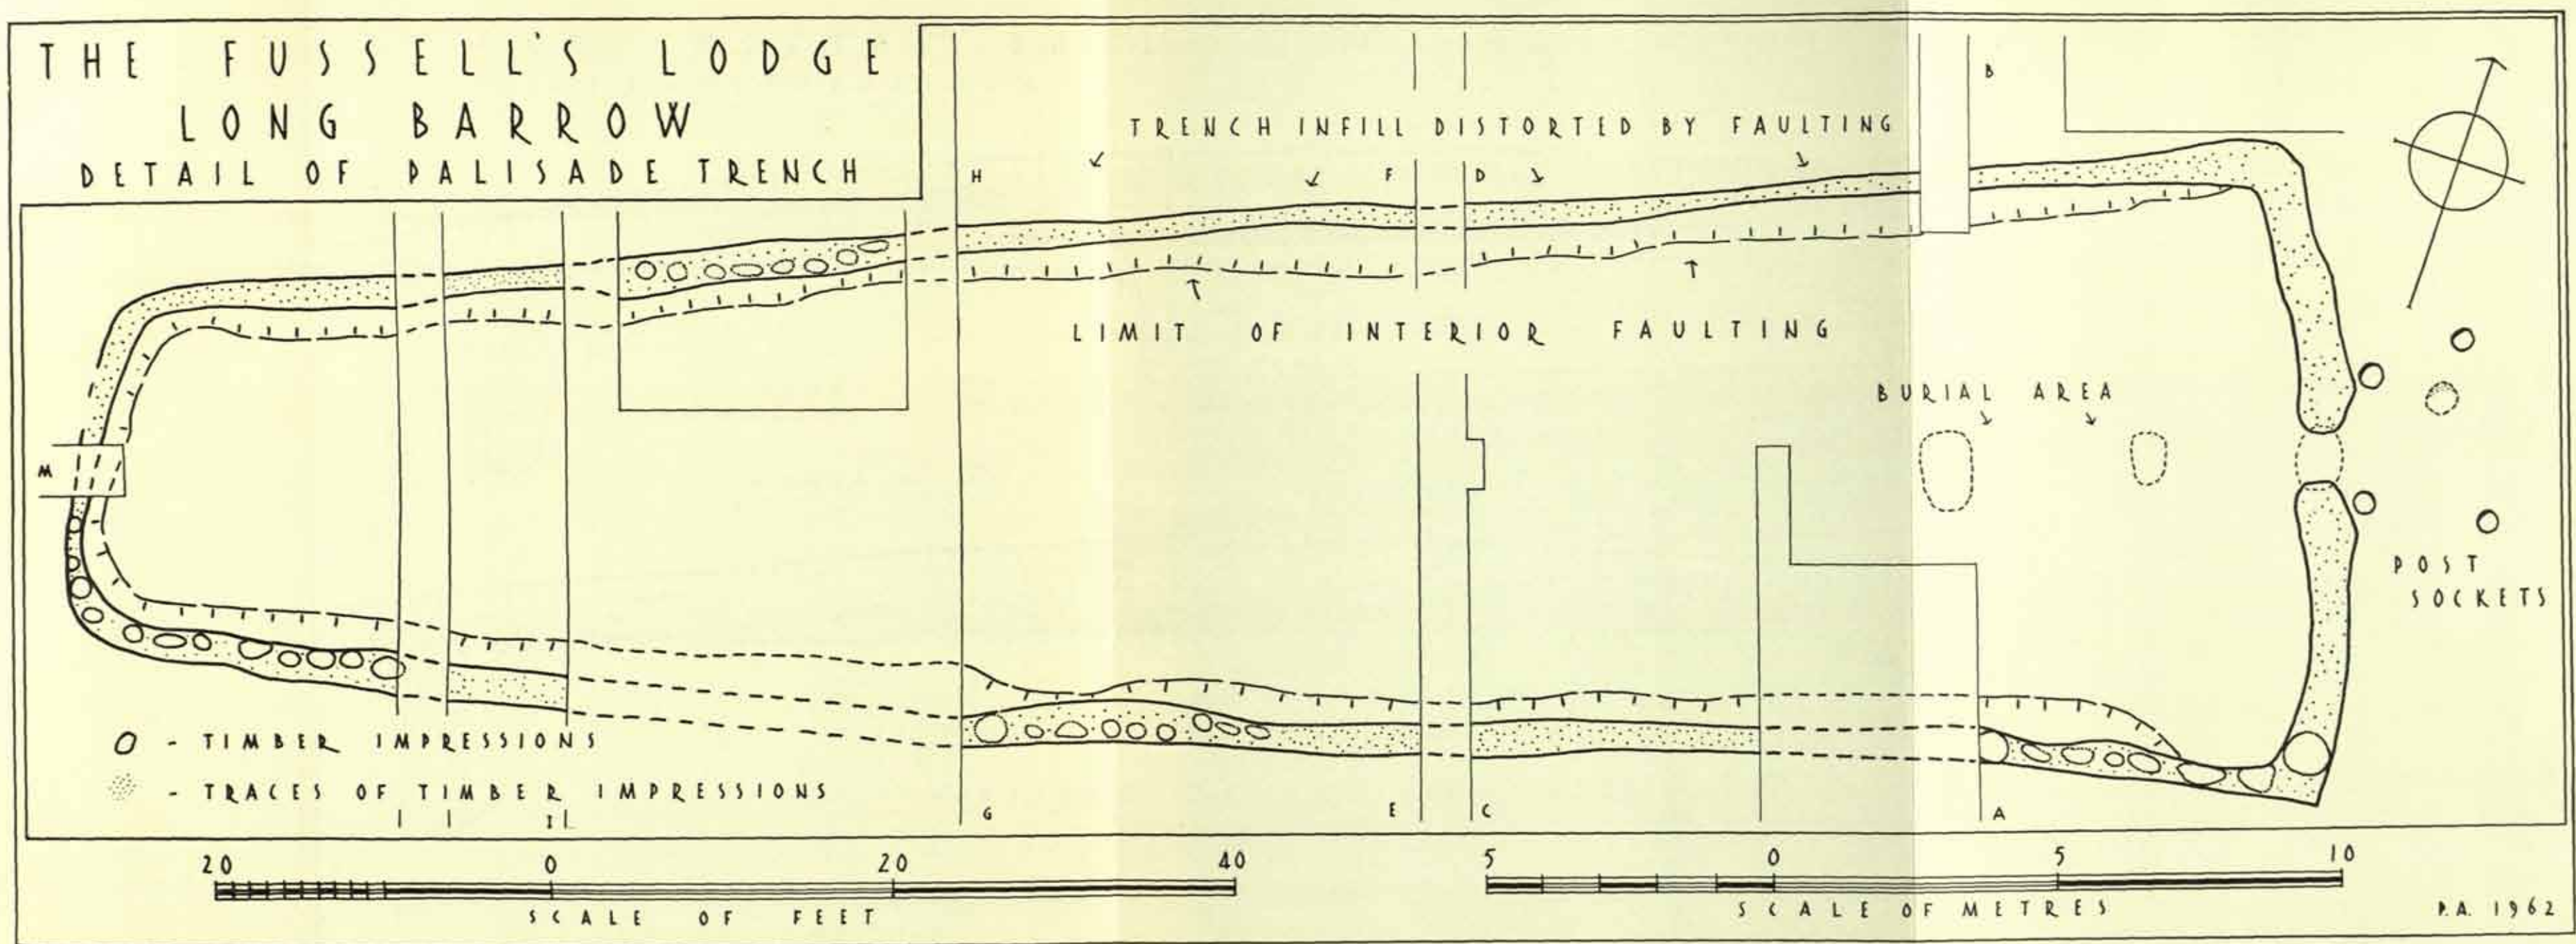 THE FUSSELL'S LODGE
LONG BARROW
DETAIL OF PALISADE TRENCH
B
TRENCH INFILL DISTORTED BY FAULTING
H
F
D
LIMIT OF INTERIOR FAULTING
BURIAL AREA
M
POST
SOCKETS
- TIMBER IMPRESSIONS
- TRACES OF TIMBER IMPRESSIONS
I
G
E
C
A
20 0 20 40
SCALE OF FEET
5 0 5 10
SCALE OF METRES
P.A. 1962